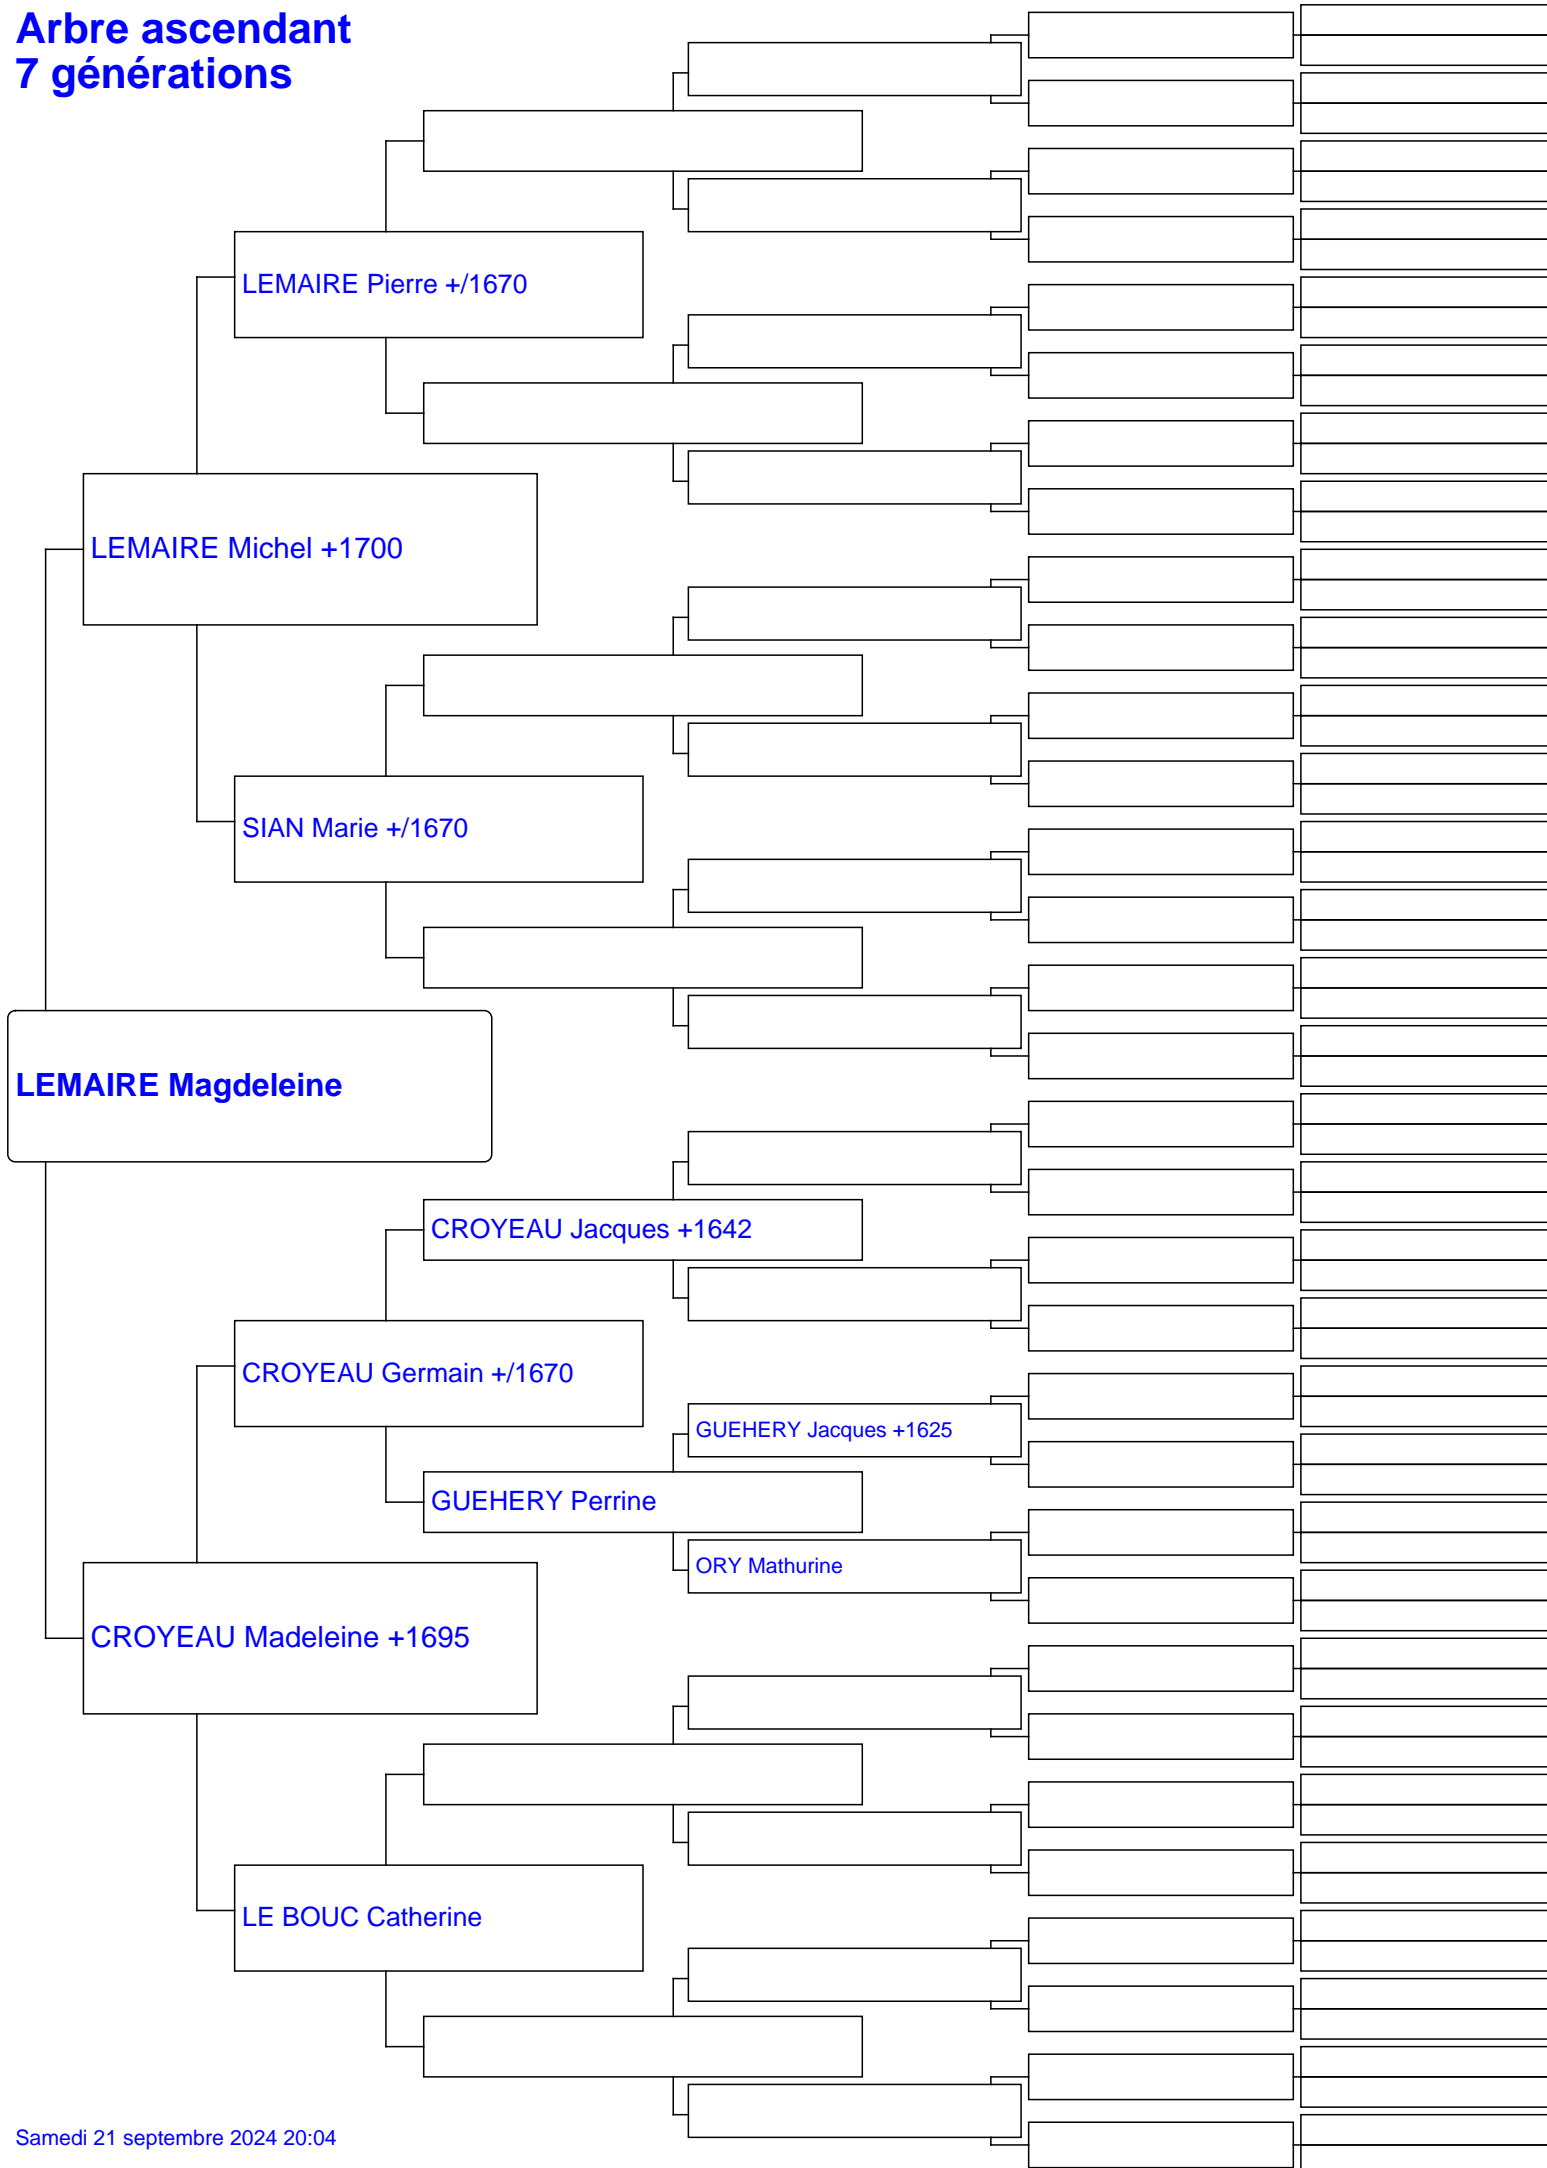 Arbre ascendant
7 générations
LEMAIRE Pierre +/1670
LEMAIRE Michel +1700
SIAN Marie +/1670
LEMAIRE Magdeleine
CROYEAU Jacques +1642
CROYEAU Germain +/1670
GUEHERY Jacques +1625
GUEHERY Perrine
ORY Mathurine
CROYEAU Madeleine +1695
LE BOUC Catherine
Samedi 21 septembre 2024 20:04